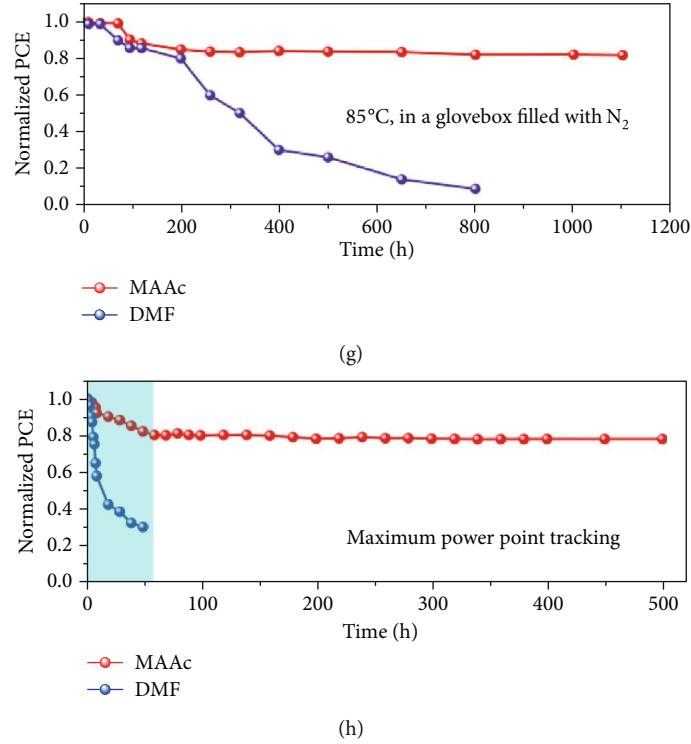 1.0
0.8
0.6
0.4
0.2
0.0
Normalized PCE
85°C, in a glovebox filled with N₂
0 200 400 600 800 1000 1200
Time (h)
MAAc
DMF
(g)
1.0
0.8
0.6
0.4
0.2
0.0
Normalized PCE
Maximum power point tracking
0 100 200 300 400 500
Time (h)
MAAc
DMF
(h)